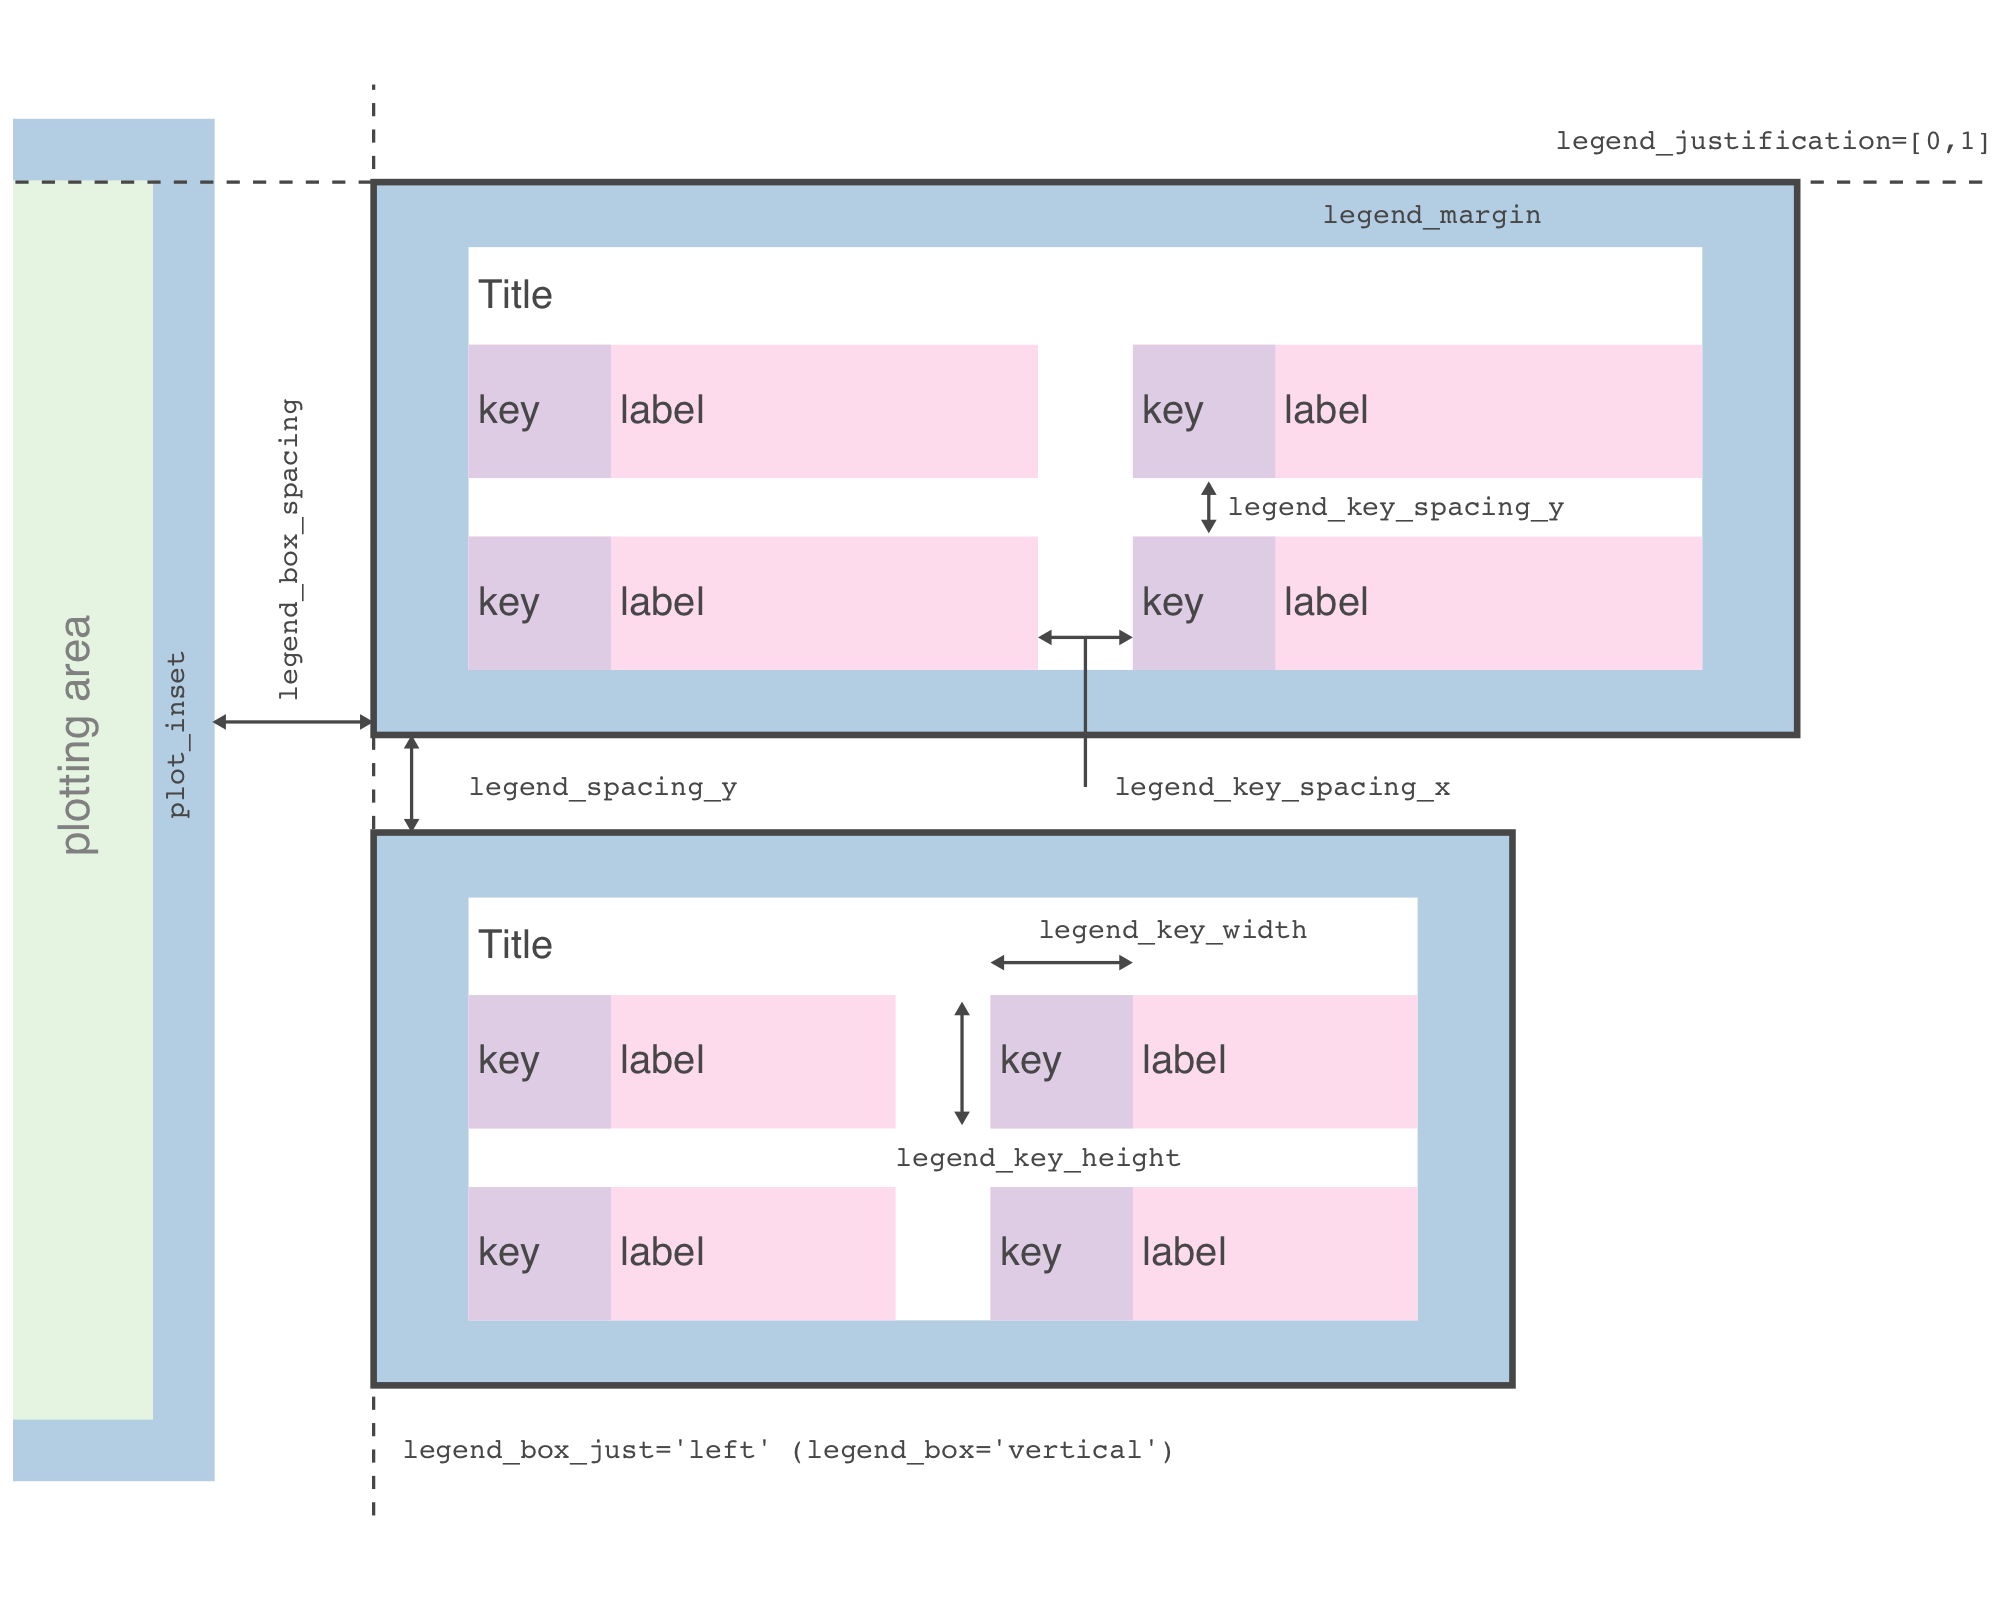 legend_justification=[0,1]
legend_margin
Title
key label key label
legend_key_spacing_y
key label key label
legend_box_spacing
plotting area
plot_inset
legend_spacing_y
legend_key_spacing_x
Title
legend_key_width
key label key label
legend_key_height
key label key label
legend_box_just='left' (legend_box='vertical')